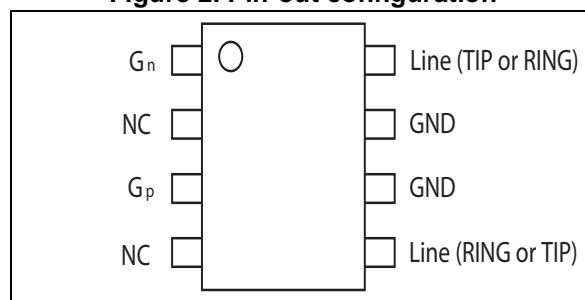 Figure 2. Pin-out configuration
Gn Line (TIP or RING)
NC GND
Gp GND
NC Line (RING or TIP)